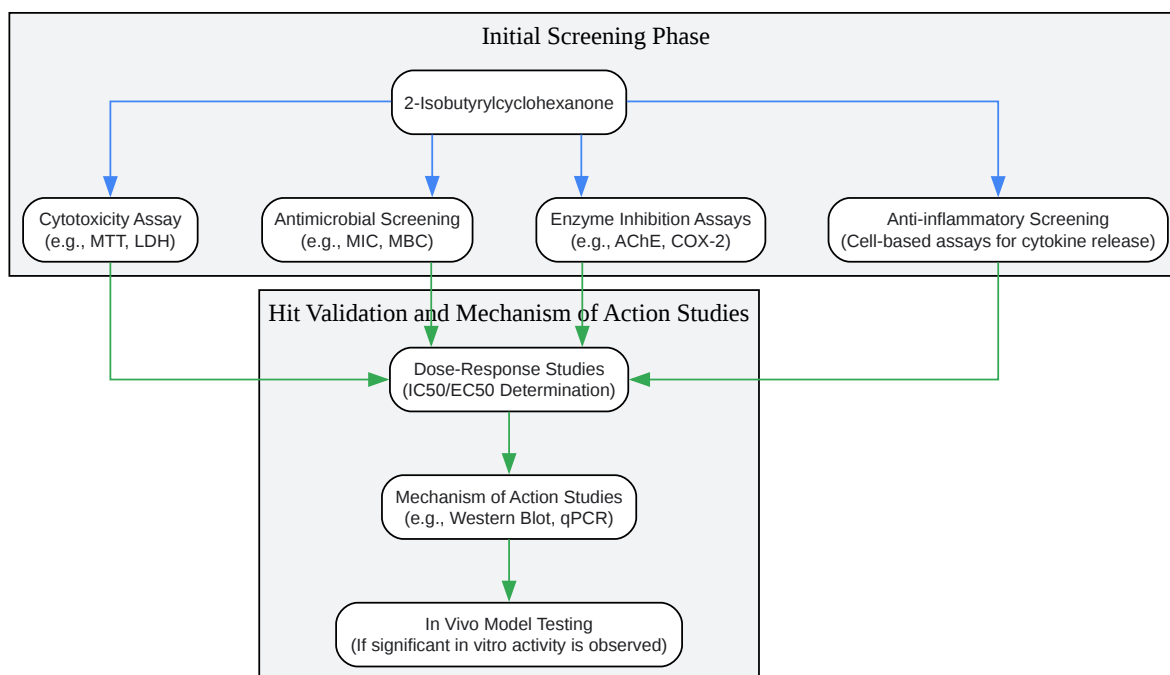 Initial Screening Phase
2-Isobutyrylcyclohexanone
Cytotoxicity Assay
(e.g., MTT, LDH)
Antimicrobial Screening
(e.g., MIC, MBC)
Enzyme Inhibition Assays
(e.g., AChE, COX-2)
Anti-inflammatory Screening
(Cell-based assays for cytokine release)
Hit Validation and Mechanism of Action Studies
Dose-Response Studies
(IC50/EC50 Determination)
Mechanism of Action Studies
(e.g., Western Blot, qPCR)
In Vivo Model Testing
(If significant in vitro activity is observed)